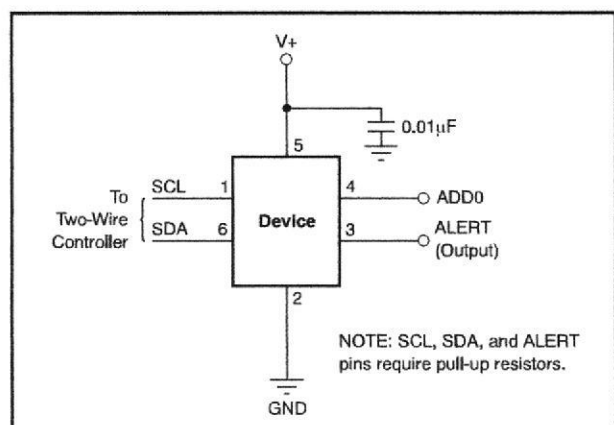 V+
0.01µF
5
To
Two-Wire
Controller
SCL
1
SDA
6
Device
4
ADD0
3
ALERT
(Output)
2
NOTE: SCL, SDA, and ALERT
pins require pull-up resistors.
GND